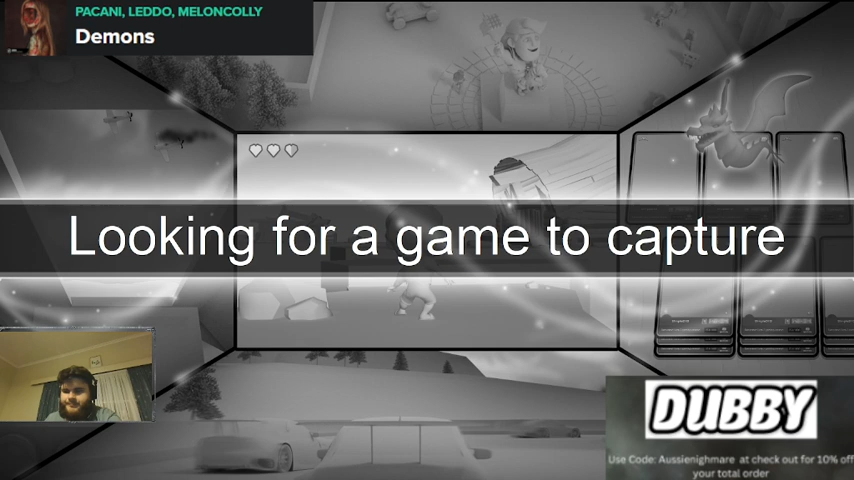 PACANI, LEDDO, MELONCOLLY
Demons
Looking for a game to capture
DUBBY
Use Code: Aussienighmare at check out for 10% off
your total order